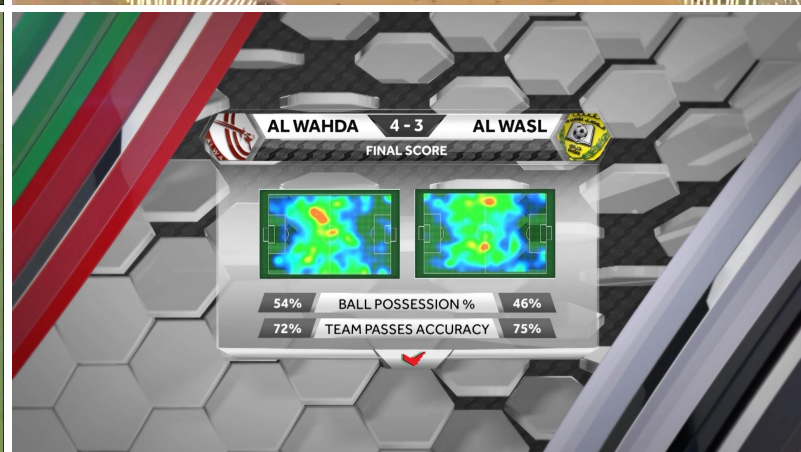 AL WAHDA 4 - 3 AL WASL
FINAL SCORE
54% BALL POSSESSION % 46%
72% TEAM PASSES ACCURACY 75%